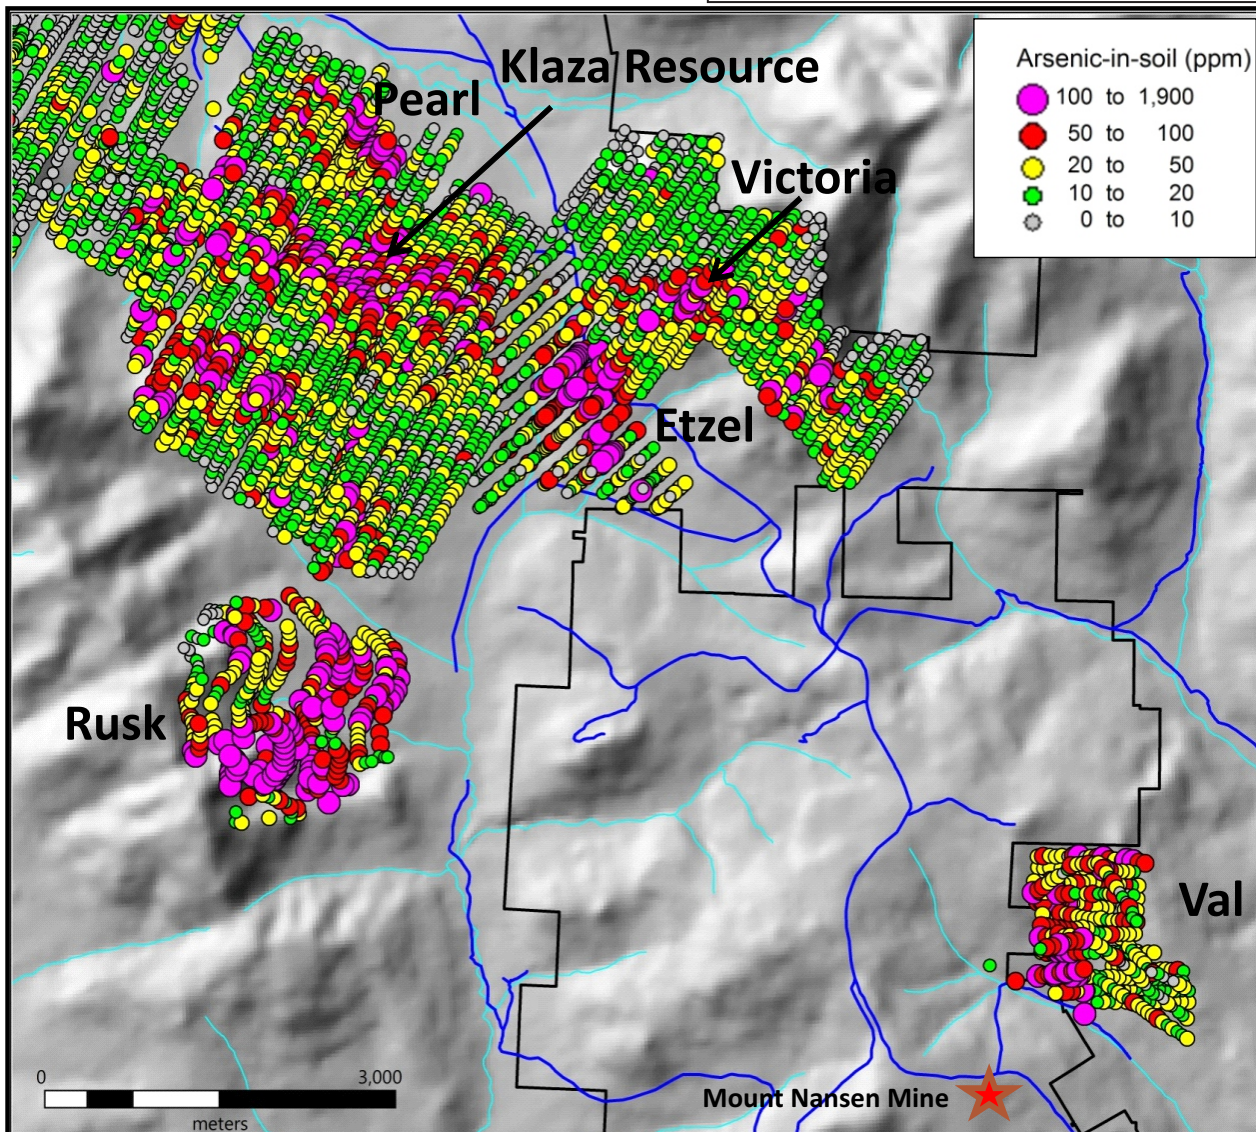 Klaza Resource
Pearl
Victoria
Arsenic-in-soil (ppm)
100 to 1,900
50 to 100
20 to 50
10 to 20
0 to 10
Etzel
Rusk
Val
0 3,000
meters
Mount Nansen Mine